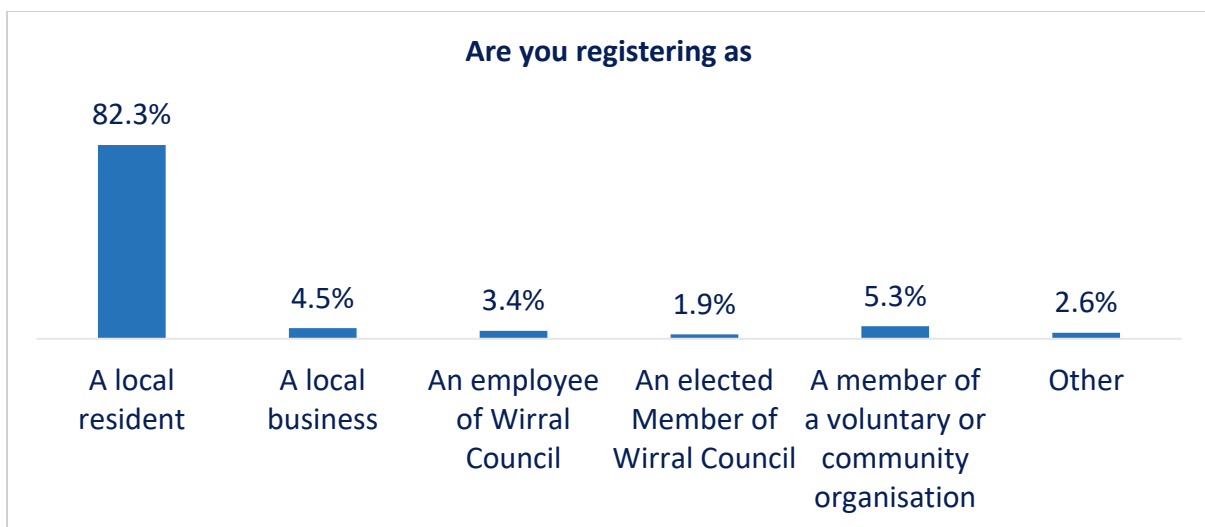 Are you registering as
82.3%
4.5%
3.4%
1.9%
5.3%
2.6%
A local
resident
A local
business
An employee
of Wirral
Council
An elected
Member of
Wirral Council
A member of
a voluntary or
community
organisation
Other